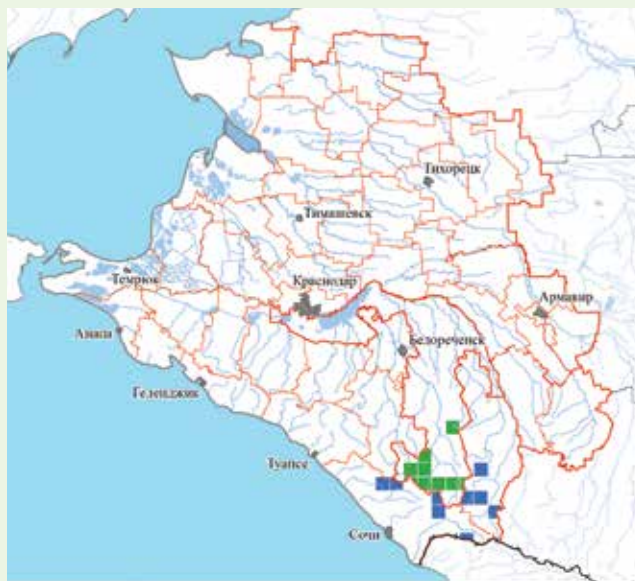 Тихорецк
Тимашевск
Темрюк
Краснодар
Армавир
Анапа
Белореченск
Геленджик
Туапсе
Сочи